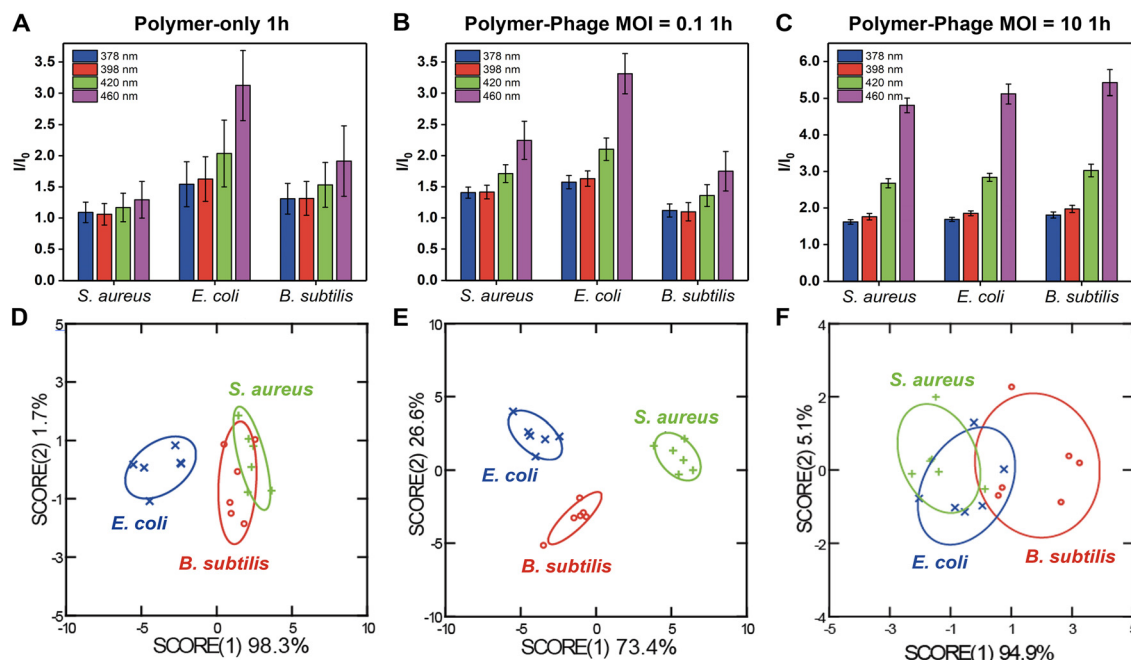 A
Polymer-only 1h
B
Polymer-Phage MOI = 0.1 1h
C
Polymer-Phage MOI = 10 1h
I/I0
3.5
3.0
2.5
2.0
1.5
1.0
0.5
0.0
378 nm
398 nm
420 nm
460 nm
S. aureus
E. coli
B. subtilis
I/I0
3.5
3.0
2.5
2.0
1.5
1.0
0.5
0.0
378 nm
398 nm
420 nm
460 nm
S. aureus
E. coli
B. subtilis
I/I0
6.0
5.0
4.0
3.0
2.0
1.0
0.0
378 nm
398 nm
420 nm
460 nm
S. aureus
E. coli
B. subtilis
D
SCORE(2) 1.7%
5
3
1
-1
-3
-5
S. aureus
E. coli
B. subtilis
-10
-5
0
5
10
SCORE(1) 98.3%
E
SCORE(2) 26.6%
10
5
0
-5
-10
S. aureus
E. coli
B. subtilis
-10
-5
0
5
10
SCORE(1) 73.4%
F
SCORE(2) 5.1%
4
2
0
-2
-4
S. aureus
E. coli
B. subtilis
-5
-3
-1
1
3
5
SCORE(1) 94.9%